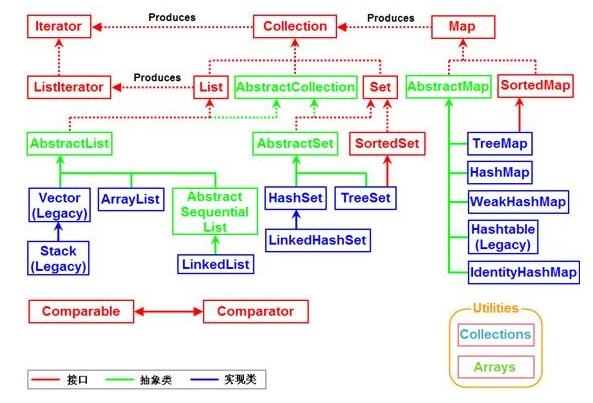 Iterator
Produces
Collection
Produces
Map
ListIterator
Produces
List
AbstractCollection
Set
AbstractMap
SortedMap
AbstractList
AbstractSet
SortedSet
TreeMap
HashMap
Vector
(Legacy)
ArrayList
Abstract
Sequential
List
HashSet
TreeSet
WeakHashMap
Stack
(Legacy)
LinkedList
LinkedHashSet
Hashtable
(Legacy)
IdentityHashMap
Comparable
Comparator
Utilities
Collections
Arrays
接口
抽象类
实现类